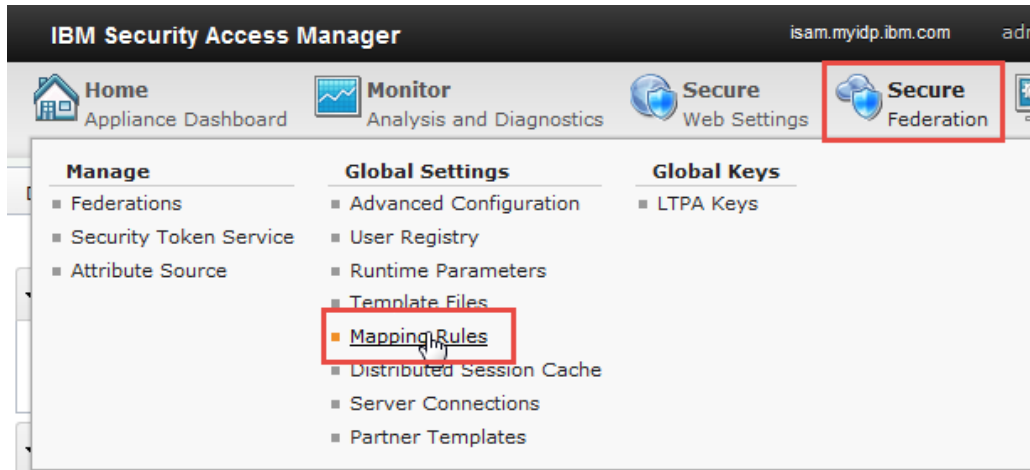 IBM Security Access Manager
isam.myidp.ibm.com
Home
Appliance Dashboard
Monitor
Analysis and Diagnostics
Secure
Web Settings
Secure
Federation
Manage
Federations
Security Token Service
Attribute Source
Global Settings
Advanced Configuration
User Registry
Runtime Parameters
Template Files
Mapping Rules
Distributed Session Cache
Server Connections
Partner Templates
Global Keys
LTPA Keys